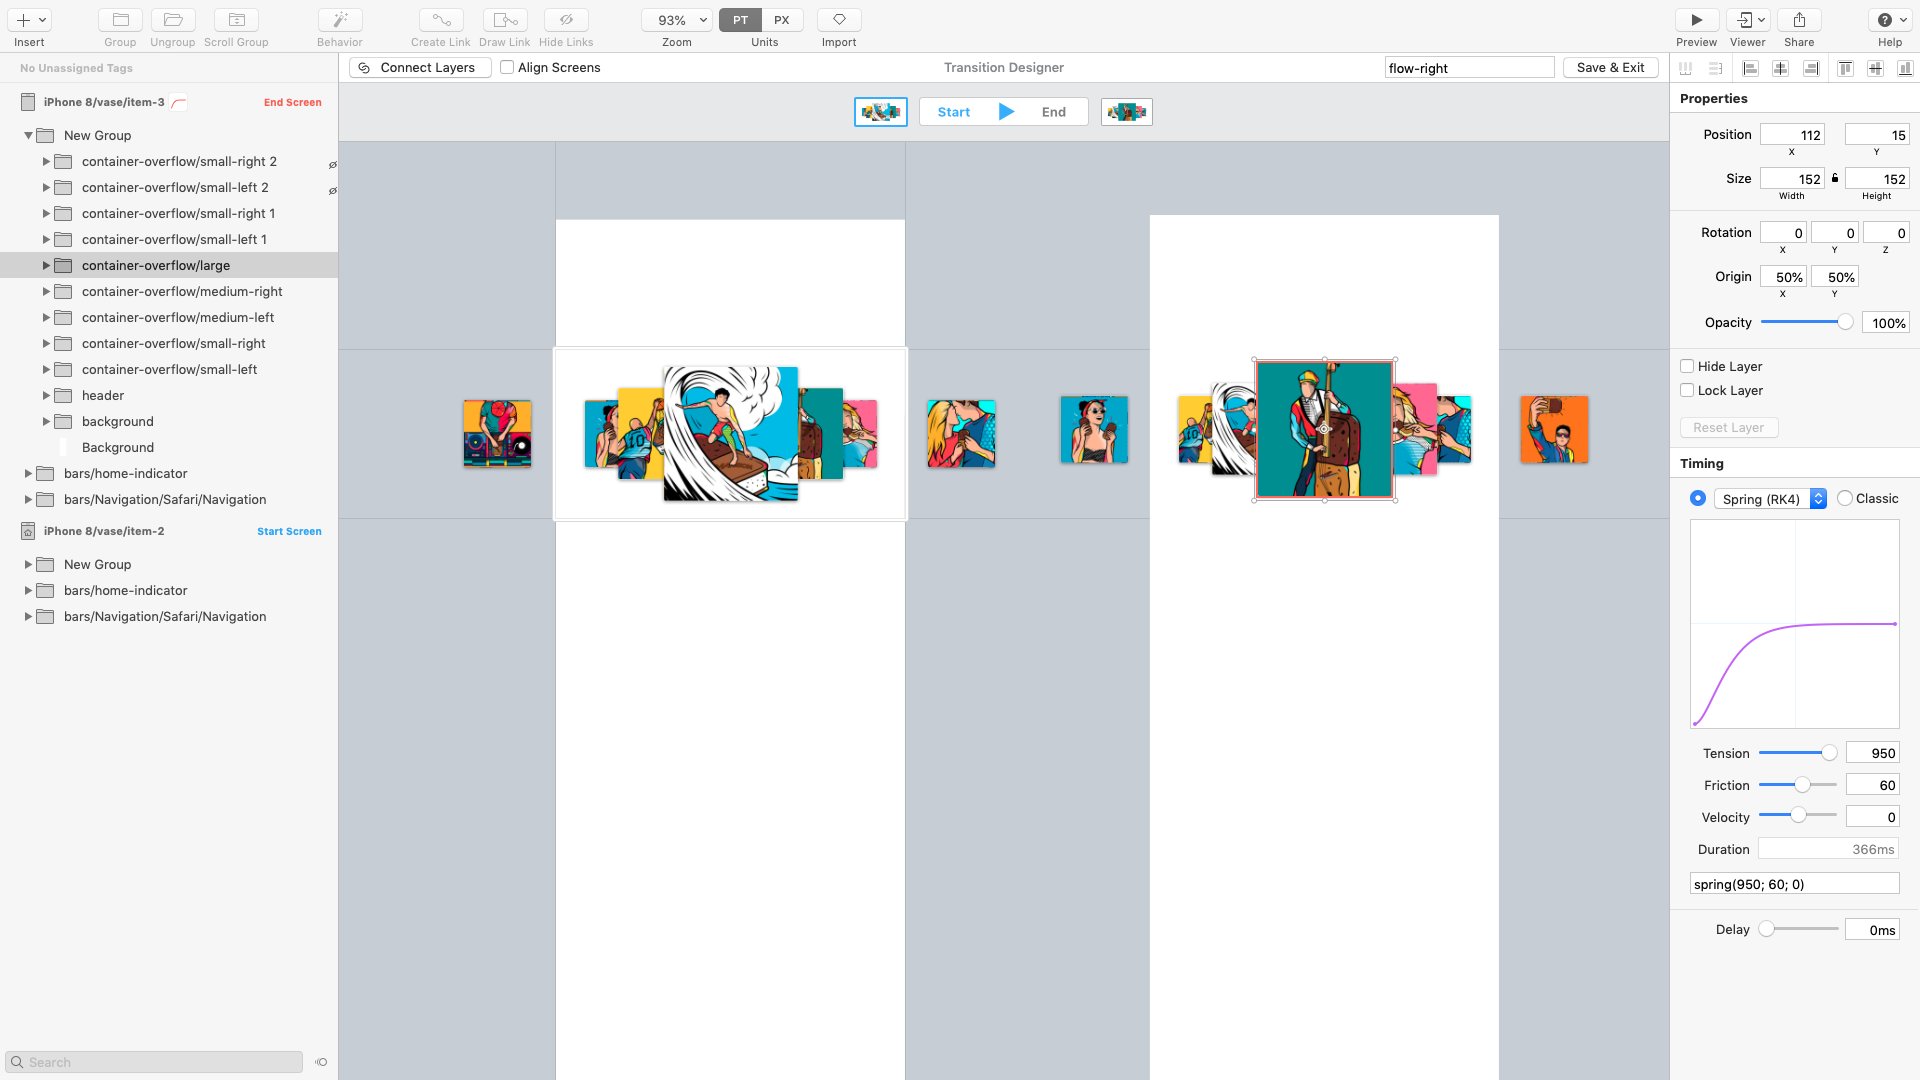 93%
PT
PX
Insert
Group
Ungroup
Scroll Group
Behavior
Create Link
Draw Link
Hide Links
Zoom
Units
Import
Preview
Viewer
Share
?
Help
No Unassigned Tags
Connect Layers
Align Screens
Transition Designer
flow-right
Save & Exit
iPhone 8/vase/item-3
End Screen
New Group
container-overflow/small-right 2
container-overflow/small-left 2
container-overflow/small-right 1
container-overflow/small-left 1
container-overflow/large
container-overflow/medium-right
container-overflow/medium-left
container-overflow/small-right
container-overflow/small-left
header
background
Background
bars/home-indicator
bars/Navigation/Safari/Navigation
iPhone 8/vase/item-2
Start Screen
New Group
bars/home-indicator
bars/Navigation/Safari/Navigation
Search
Start
End
10
10
Properties
Position
112
15
X
Y
Size
152
152
Width
Height
Rotation
0
0
0
X
Y
Z
Origin
50%
50%
X
Y
Opacity
100%
Hide Layer
Lock Layer
Reset Layer
Timing
Spring (RK4)
Classic
Tension
950
Friction
60
Velocity
0
Duration
366ms
spring(950; 60; 0)
Delay
0ms